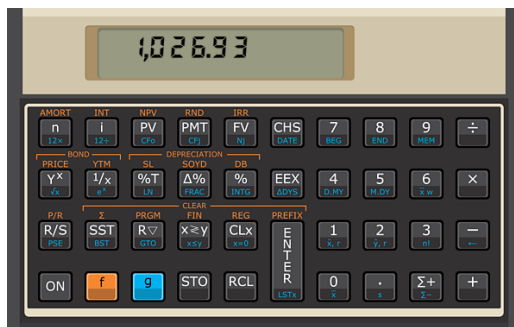 1,026.93
AMORT INT NPV RND IRR
n i PV PMT FV CHS 7 8 9 ÷
12× 12÷ CFo CFj Nj DATE BEG END MEM
BOND DEPRECIATION
PRICE YTM SL SOYD DB
Yˣ 1/x %T Δ% % EEX 4 5 6 ×
√x eˣ LN FRAC INTG ΔDYS D.MY M.DY x̄ w
CLEAR
P/R Σ PRGM FIN REG PREFIX
R/S SST R▽ x≷y CLx ENTER 1 2 3 −
PSE BST GTO x≤y x=0 x̂, r ŷ, r n! ←
ON f g STO RCL 0 . Σ+ +
LSTx x̄ s Σ−